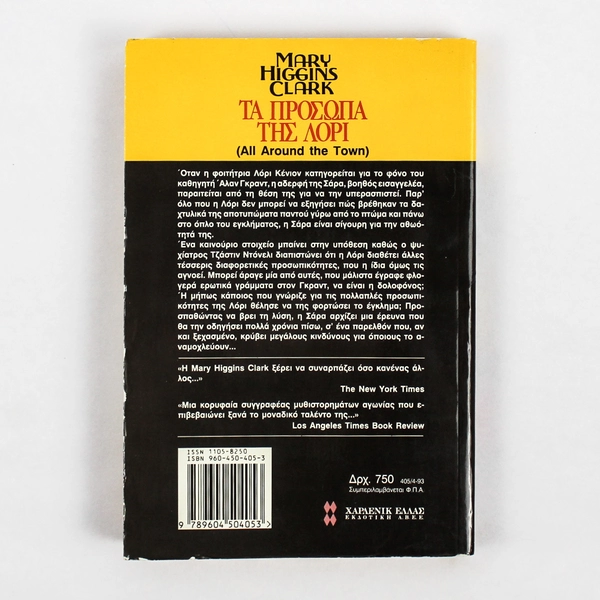 MARY
HIGGINS
CLARK
ΤΑ ΠΡΟΣΩΠΑ
ΤΗΣ ΛΟΡΙ
(All Around the Town)
Όταν η φοιτήτρια Λόρι Κένιον κατηγορείται για το φόνο του
καθηγητή Άλαν Γκραντ, η αδερφή της Σάρα, βοηθός εισαγγελέα,
παραιτείται από τη θέση της για να την υπερασπιστεί. Παρ'
όλο που η Λόρι δεν μπορεί να εξηγήσει πώς βρέθηκαν τα δα-
χτυλικά της αποτυπώματα παντού γύρω από το πτώμα και πάνω
στο όπλο του εγκλήματος, η Σάρα είναι σίγουρη για την αθωό-
τητά της.
Ένα καινούριο στοιχείο μπαίνει στην υπόθεση καθώς ο ψυ-
χίατρος Τζάστιν Ντόνελι διαπιστώνει ότι η Λόρι διαθέτει άλλες
τέσσερις διαφορετικές προσωπικότητες, που η ίδια όμως τις
αγνοεί. Μπορεί άραγε μία από αυτές, που μάλιστα έγραφε φλο-
γερά ερωτικά γράμματα στον Γκραντ, να είναι η δολοφόνος;
Ή μήπως κάποιος που γνώριζε για τις πολλαπλές προσωπι-
κότητες της Λόρι θέλησε να της φορτώσει το έγκλημα; Προ-
σπαθώντας να βρει τη λύση, η Σάρα αρχίζει μια έρευνα που
θα την οδηγήσει πολλά χρόνια πίσω, σ' ένα παρελθόν που, αν
και ξεχασμένο, κρύβει μεγάλους κινδύνους για όποιους το α-
ναμοχλεύουν...
«Η Mary Higgins Clark ξέρει να συναρπάζει όσο κανένας άλ-
λος...»
The New York Times
«Μια κορυφαία συγγραφέας μυθιστορημάτων αγωνίας που ε-
πιβεβαιώνει ξανά το μοναδικό ταλέντο της...»
Los Angeles Times Book Review
ISSN 1105-8250
ISBN 960-450-405-3
9 789604 504053 >
Δρχ. 750 405/4-93
Συμπεριλαμβάνεται Φ.Π.Α.
ΧΑΡΛΕΝΙΚ ΕΛΛΑΣ
ΕΚΔΟΤΙΚΗ Α.Β.Ε.Ε.